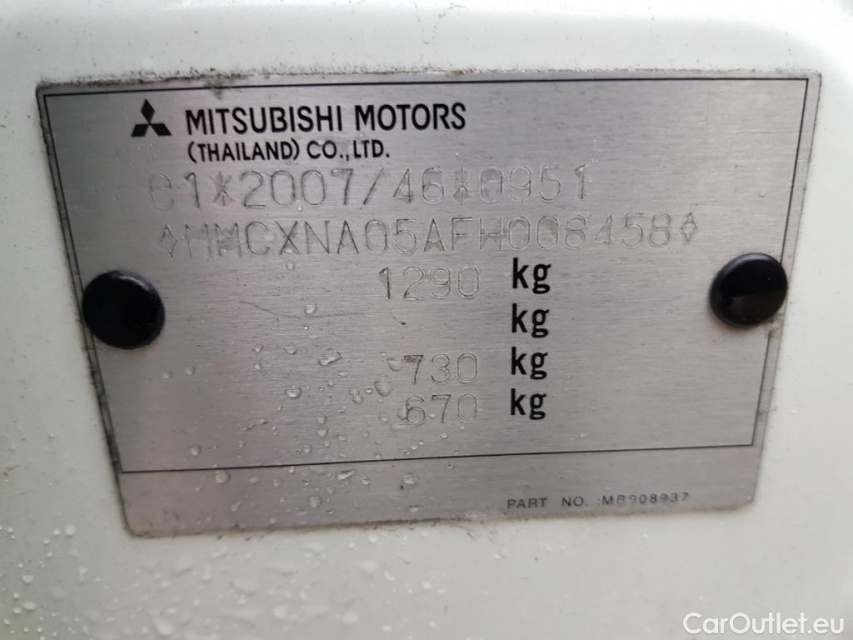 MITSUBISHI MOTORS
(THAILAND) CO.,LTD.
e1*2007/46*0951
◊MMCXNA05AFH008458◊
1290 kg
kg
730 kg
670 kg
PART NO. MB908937
CarOutlet.eu